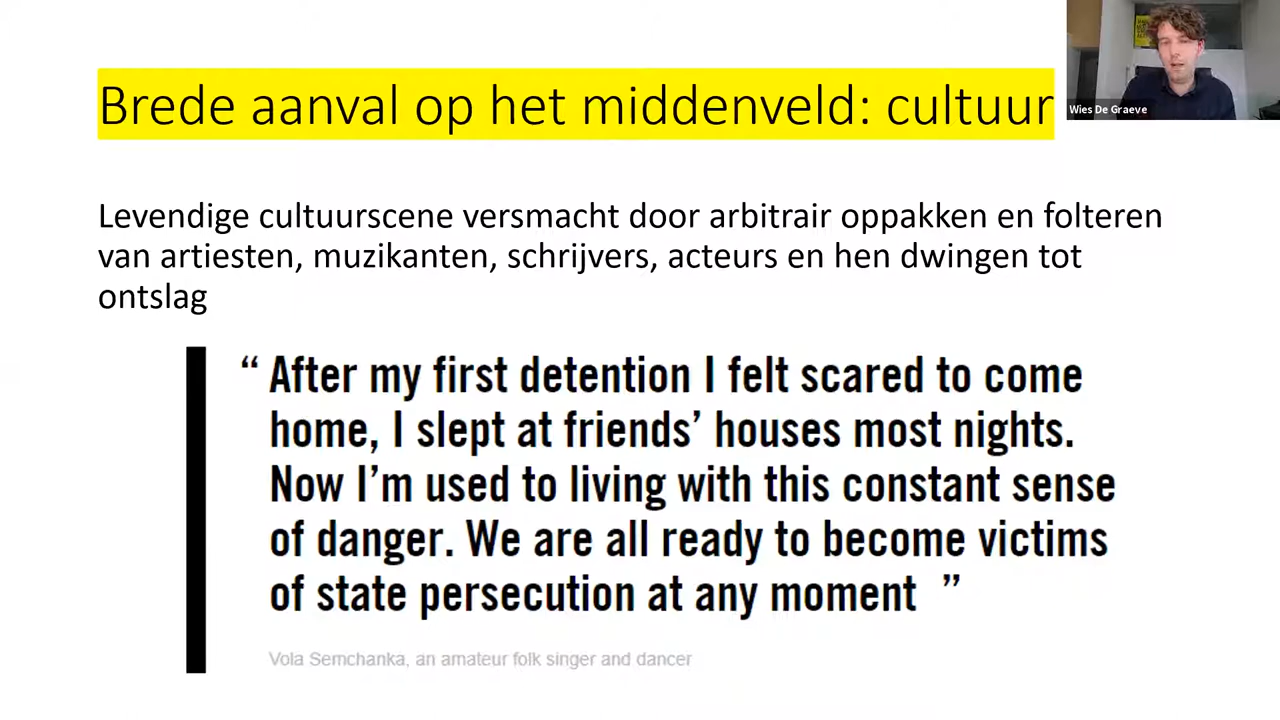 Brede aanval op het middenveld: cultuur
Wies De Graeve
Levendige cultuurscene versmacht door arbitrair oppakken en folteren
van artiesten, muzikanten, schrijvers, acteurs en hen dwingen tot
ontslag
“ After my first detention I felt scared to come
home, I slept at friends’ houses most nights.
Now I’m used to living with this constant sense
of danger. We are all ready to become victims
of state persecution at any moment ”
Vola Semchanka, an amateur folk singer and dancer